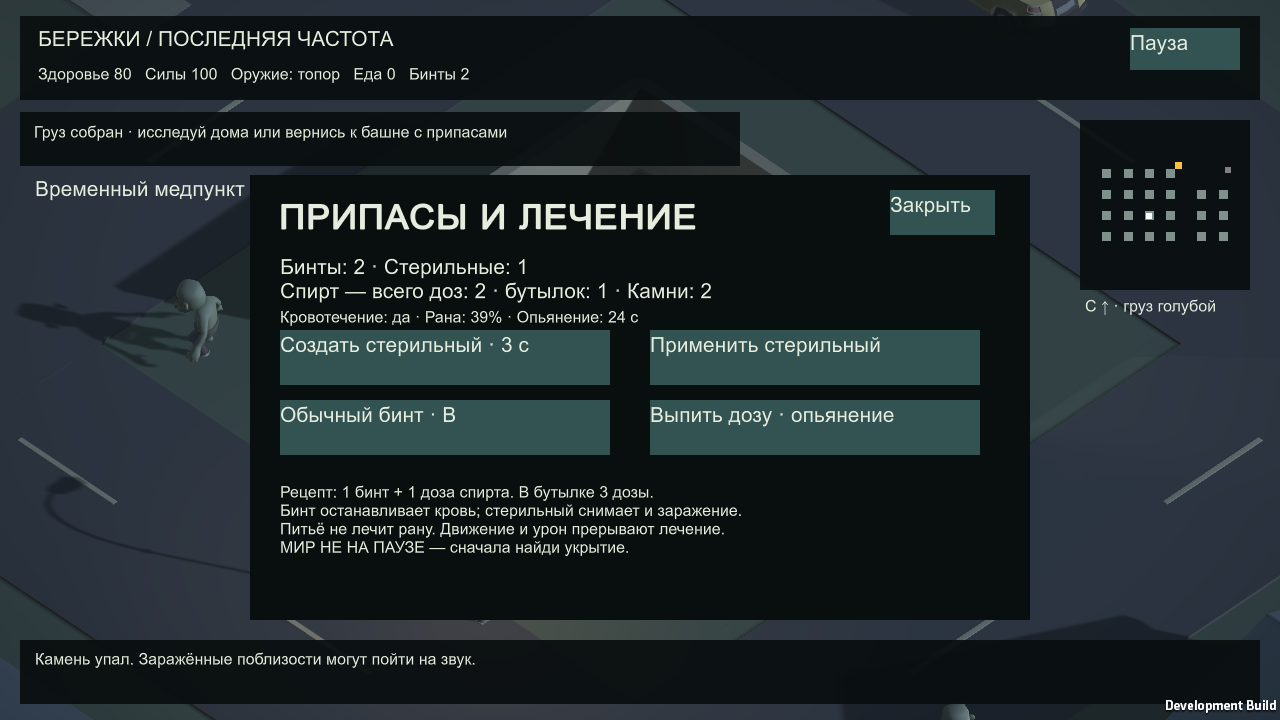 БЕРЕЖКИ / ПОСЛЕДНЯЯ ЧАСТОТА
Здоровье 80 Силы 100 Оружие: топор Еда 0 Бинты 2
Пауза
Груз собран · исследуй дома или вернись к башне с припасами
Временный медпункт
ПРИПАСЫ И ЛЕЧЕНИЕ
Закрыть
Бинты: 2 · Стерильные: 1
Спирт — всего доз: 2 · бутылок: 1 · Камни: 2
Кровотечение: да · Рана: 39% · Опьянение: 24 с
Создать стерильный · 3 с
Применить стерильный
Обычный бинт · B
Выпить дозу · опьянение
Рецепт: 1 бинт + 1 доза спирта. В бутылке 3 дозы.
Бинт останавливает кровь; стерильный снимает и заражение.
Питьё не лечит рану. Движение и урон прерывают лечение.
МИР НЕ НА ПАУЗЕ — сначала найди укрытие.
С ↑ · груз голубой
Камень упал. Заражённые поблизости могут пойти на звук.
Development Build